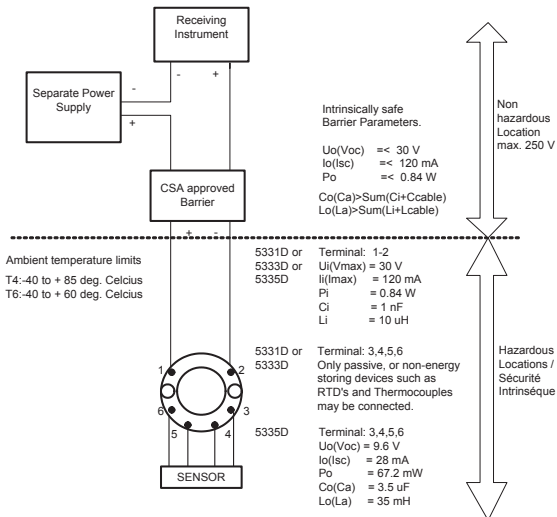 Receiving
Instrument
- +
Separate Power
Supply
-
+
CSA approved
Barrier
+ -
Intrinsically safe
Barrier Parameters.
Uo(Voc) =< 30 V
Io(Isc) =< 120 mA
Po =< 0.84 W
Co(Ca)>Sum(Ci+Ccable)
Lo(La)>Sum(Li+Lcable)
Non
hazardous
Location
max. 250 V
Ambient temperature limits
T4:-40 to + 85 deg. Celcius
T6:-40 to + 60 deg. Celcius
5331D or Terminal: 1-2
5333D or Ui(Vmax) = 30 V
5335D Ii(Imax) = 120 mA
Pi = 0.84 W
Ci = 1 nF
Li = 10 uH
5331D or Terminal: 3,4,5,6
5333D Only passive, or non-energy
storing devices such as
RTD's and Thermocouples
may be connected.
5335D Terminal: 3,4,5,6
Uo(Voc) = 9.6 V
Io(Isc) = 28 mA
Po = 67.2 mW
Co(Ca) = 3.5 uF
Lo(La) = 35 mH
Hazardous
Locations /
Sécurité
Intrinséque
1 2
6 3
5 4
SENSOR